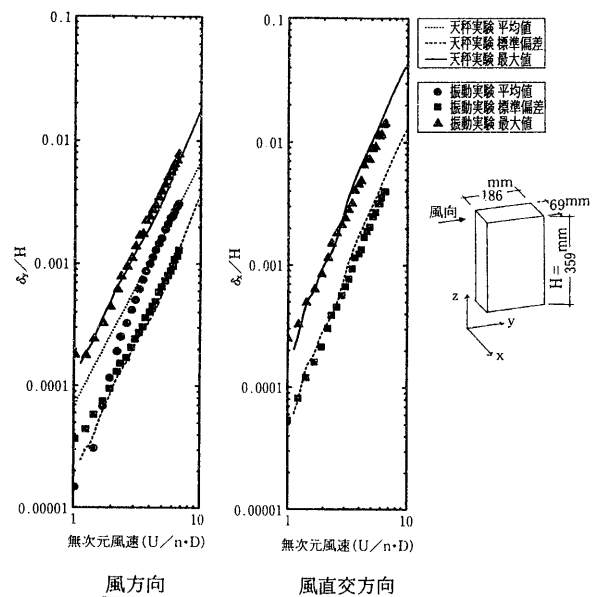 0.1
0.01
0.001
0.0001
0.00001
δy/H
1
10
無次元風速(U/n・D)
風方向
0.1
0.01
0.001
0.0001
0.00001
δx/H
1
10
無次元風速(U/n・D)
風直交方向
天秤実験 平均値
天秤実験 標準偏差
天秤実験 最大値
振動実験 平均値
振動実験 標準偏差
振動実験 最大値
mm
186
69mm
風向
H=359mm
z
y
x